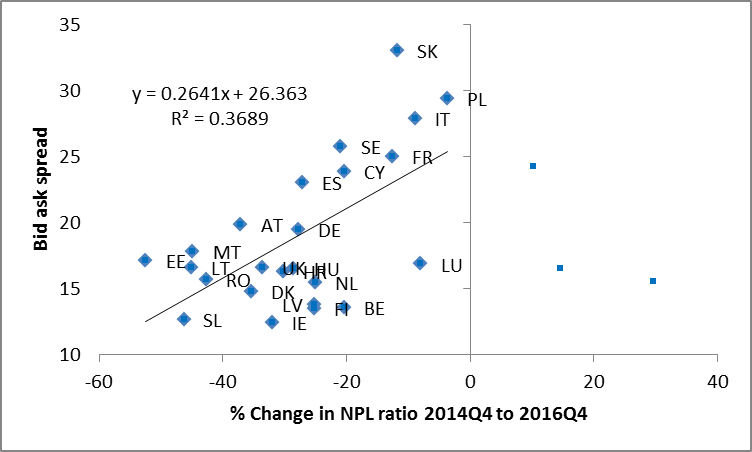 35
30
25
20
15
10
Bid ask spread
y = 0.2641x + 26.363
R² = 0.3689
SK
PL
IT
SE
FR
CY
ES
AT
DE
MT
EE
LT
UK
HR
HU
LU
RO
NL
DK
LV
FI
BE
SL
IE
-60
-40
-20
0
20
40
% Change in NPL ratio 2014Q4 to 2016Q4